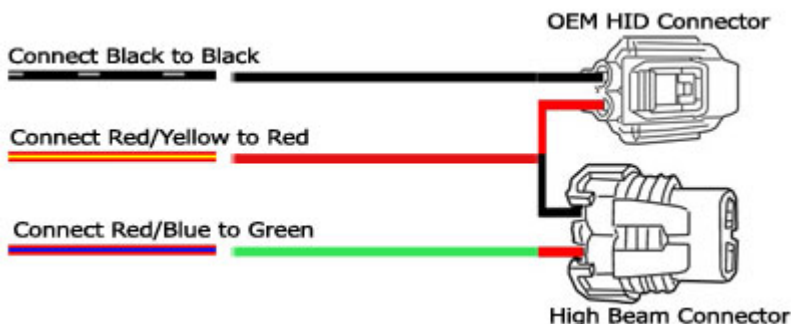 OEM HID Connector
Connect Black to Black
Connect Red/Yellow to Red
Connect Red/Blue to Green
High Beam Connector